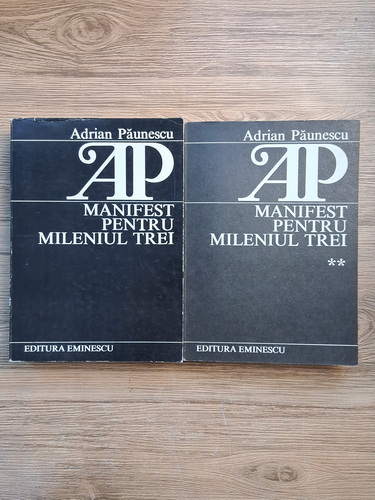 Adrian Păunescu
AP
MANIFEST
PENTRU
MILENIUL TREI
EDITURA EMINESCU
Adrian Păunescu
AP
MANIFEST
PENTRU
MILENIUL TREI
**
EDITURA EMINESCU